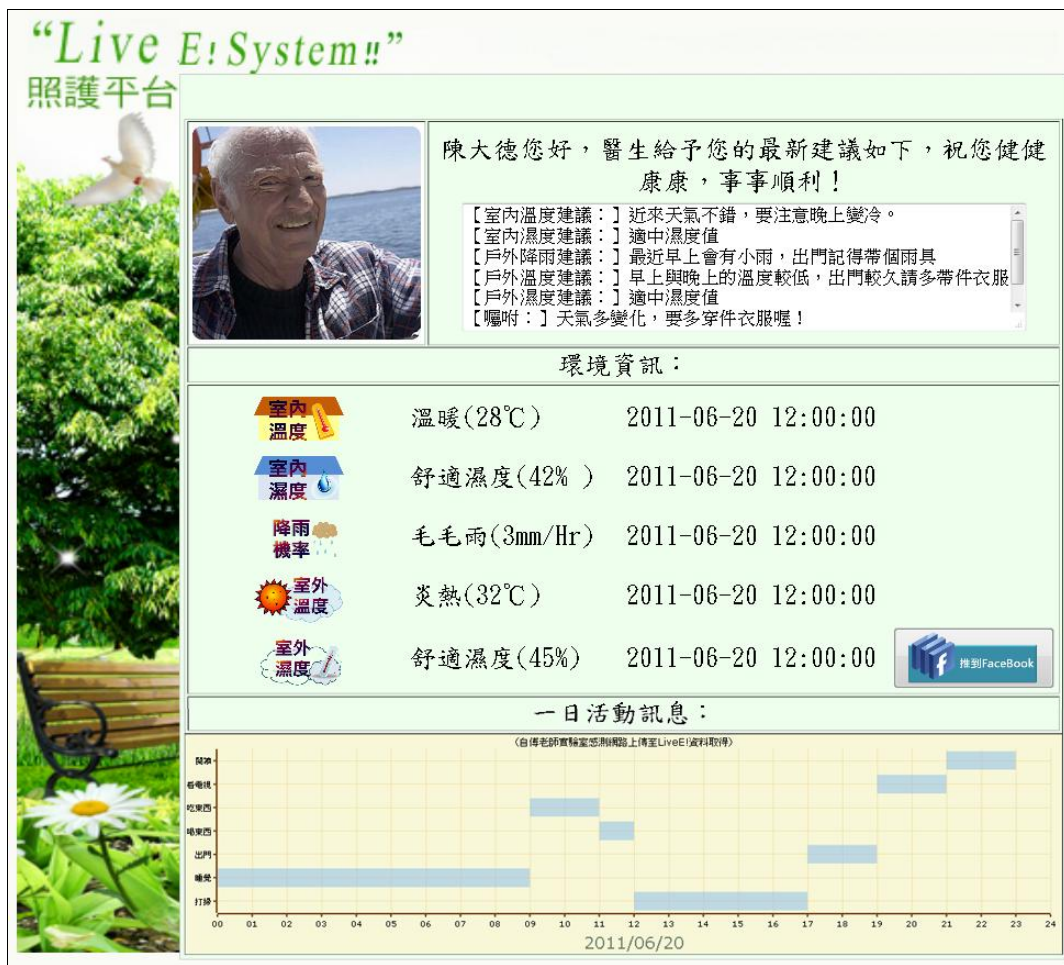 “Live E! System!!”
照護平台
陳大德您好，醫生給予您的最新建議如下，祝您健健
康康，事事順利！
【室內溫度建議：】近來天氣不錯，要注意晚上變冷。
【室內濕度建議：】適中濕度值
【戶外降雨建議：】最近早上會有小雨，出門記得帶個雨具
【戶外溫度建議：】早上與晚上的溫度較低，出門較久請多帶件衣服
【戶外濕度建議：】適中濕度值
【囑咐：】天氣多變化，要多穿件衣服喔！
環境資訊：
室內溫度 溫暖(28℃) 2011-06-20 12:00:00
室內濕度 舒適濕度(42% ) 2011-06-20 12:00:00
降雨機率 毛毛雨(3mm/Hr) 2011-06-20 12:00:00
室外溫度 炎熱(32℃) 2011-06-20 12:00:00
室外濕度 舒適濕度(45%) 2011-06-20 12:00:00
推到FaceBook
一日活動訊息：
(自傅老師實驗室感測網路上傳至LiveE!資料取得)
看電視
吃東西
喝東西
出門
睡覺
打掃
00 01 02 03 04 05 06 07 08 09 10 11 12 13 14 15 16 17 18 19 20 21 22 23 24
2011/06/20